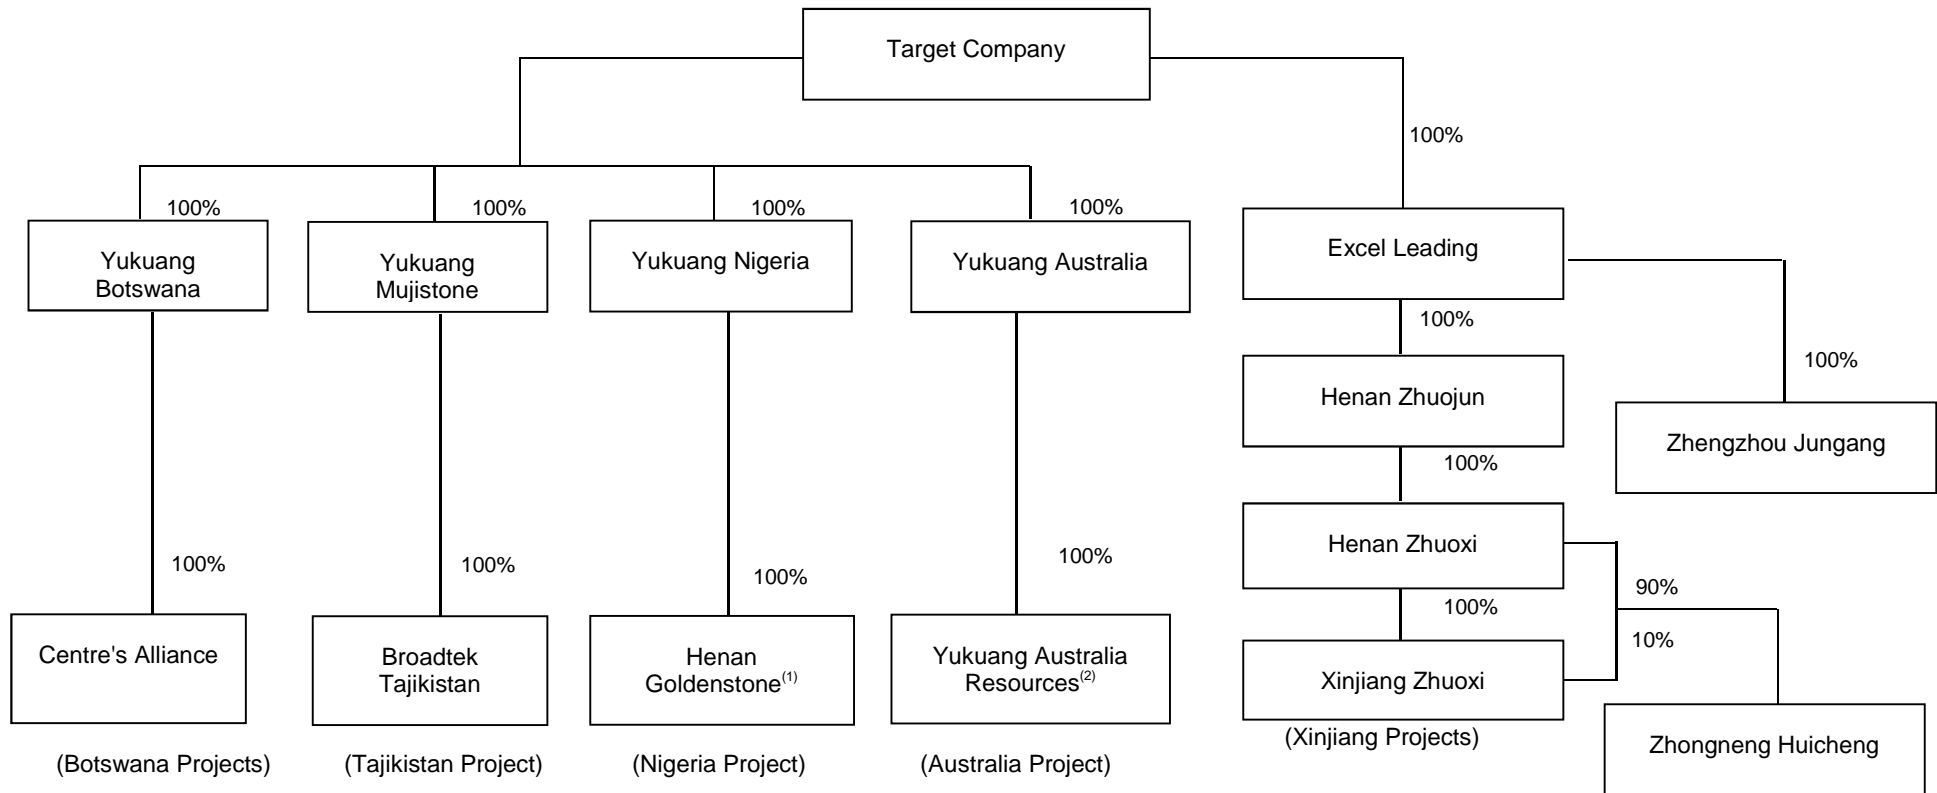 Target Company
100%
100%
100%
100%
100%
Yukuang
Botswana
Yukuang
Mujistone
Yukuang Nigeria
Yukuang Australia
Excel Leading
100%
100%
Henan Zhuojun
Zhengzhou Jungang
100%
Henan Zhuoxi
100%
100%
100%
100%
90%
100%
10%
Centre's Alliance
Broadtek
Tajikistan
Henan
Goldenstone(1)
Yukuang Australia
Resources(2)
Xinjiang Zhuoxi
Zhongneng Huicheng
(Botswana Projects)
(Tajikistan Project)
(Nigeria Project)
(Australia Project)
(Xinjiang Projects)